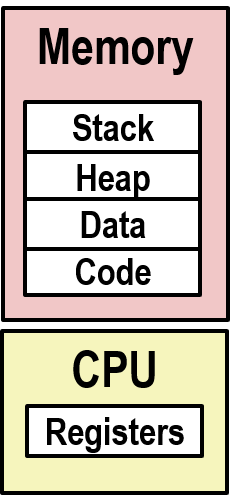 Memory
Stack
Heap
Data
Code
CPU
Registers